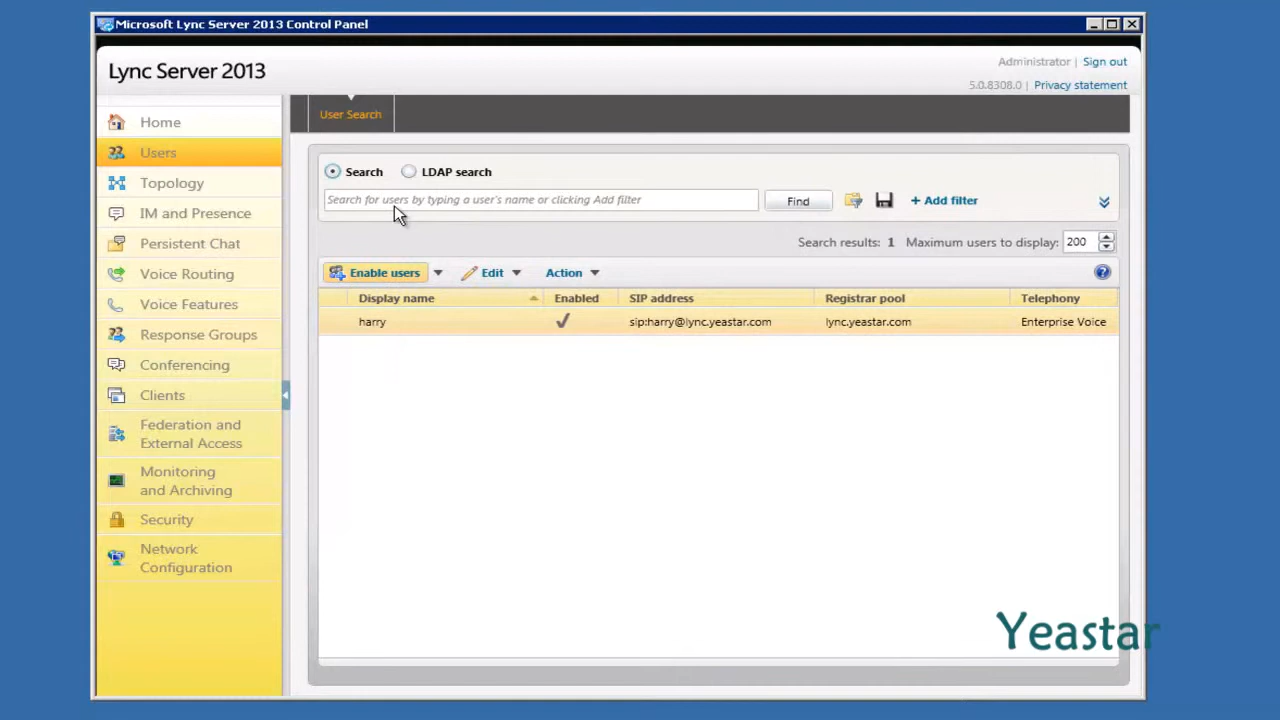 Microsoft Lync Server 2013 Control Panel
Lync Server 2013
Administrator | Sign out
5.0.8308.0 | Privacy statement
Home
Users
Topology
IM and Presence
Persistent Chat
Voice Routing
Voice Features
Response Groups
Conferencing
Clients
Federation and
External Access
Monitoring
and Archiving
Security
Network
Configuration
User Search
Search LDAP search
Search for users by typing a user's name or clicking Add filter
Find
+ Add filter
Search results: 1 Maximum users to display: 200
Enable users Edit Action
Display name Enabled SIP address Registrar pool Telephony
harry sip:harry@lync.yeastar.com lync.yeastar.com Enterprise Voice
Yeastar